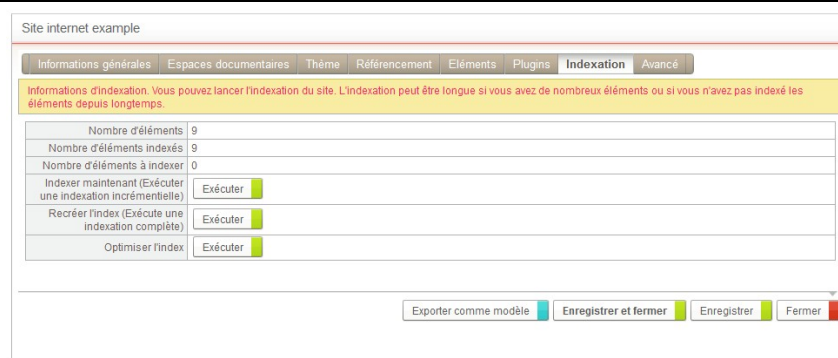 Site internet example
Informations générales Espaces documentaires Thème Référencement Eléments Plugins Indexation Avancé
Informations d'indexation. Vous pouvez lancer l'indexation du site. L'indexation peut être longue si vous avez de nombreux éléments ou si vous n'avez pas indexé les
éléments depuis longtemps.
Nombre d'éléments 9
Nombre d'éléments indexés 9
Nombre d'éléments à indexer 0
Indexer maintenant (Exécuter
une indexation incrémentielle) Exécuter
Recréer l'index (Exécute une
indexation complète) Exécuter
Optimiser l'index Exécuter
Exporter comme modèle Enregistrer et fermer Enregistrer Fermer